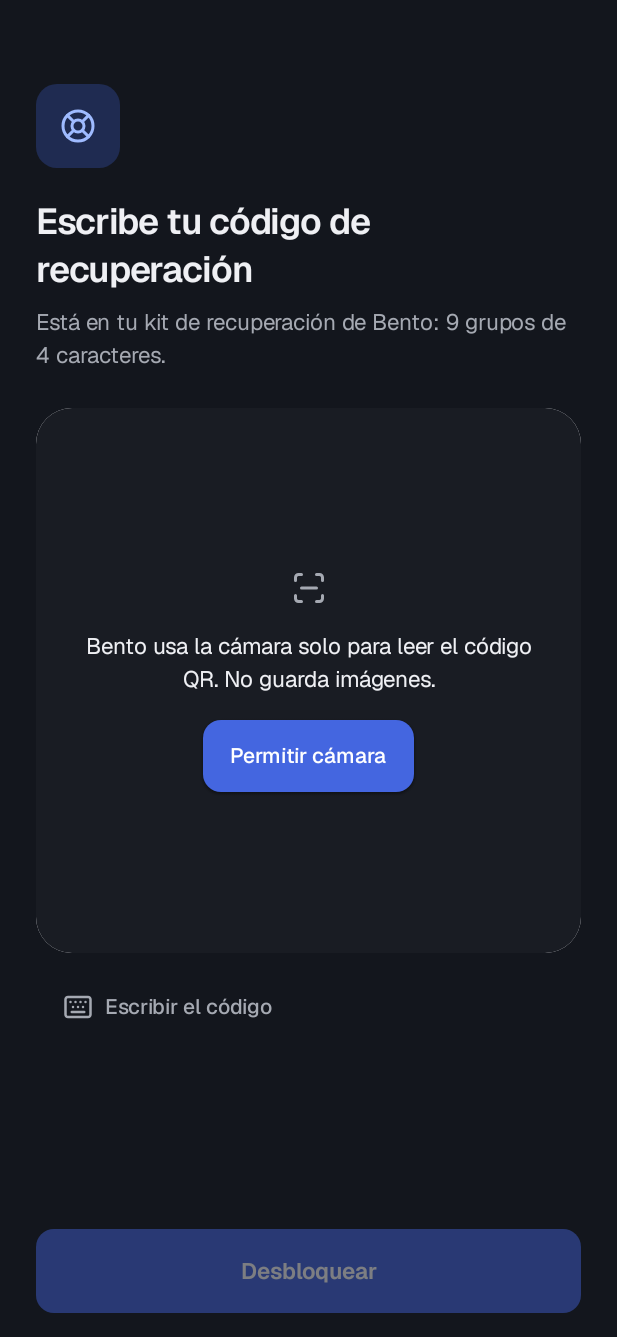 Escribe tu código de
recuperación
Está en tu kit de recuperación de Bento: 9 grupos de
4 caracteres.
Bento usa la cámara solo para leer el código
QR. No guarda imágenes.
Permitir cámara
Escribir el código
Desbloquear